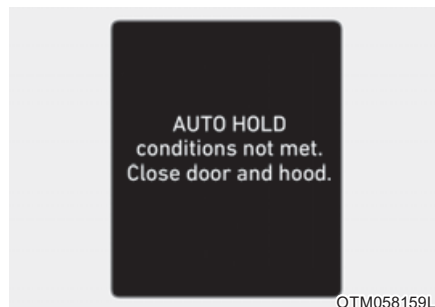 AUTO HOLD
conditions not met.
Close door and hood.
OTM058159L